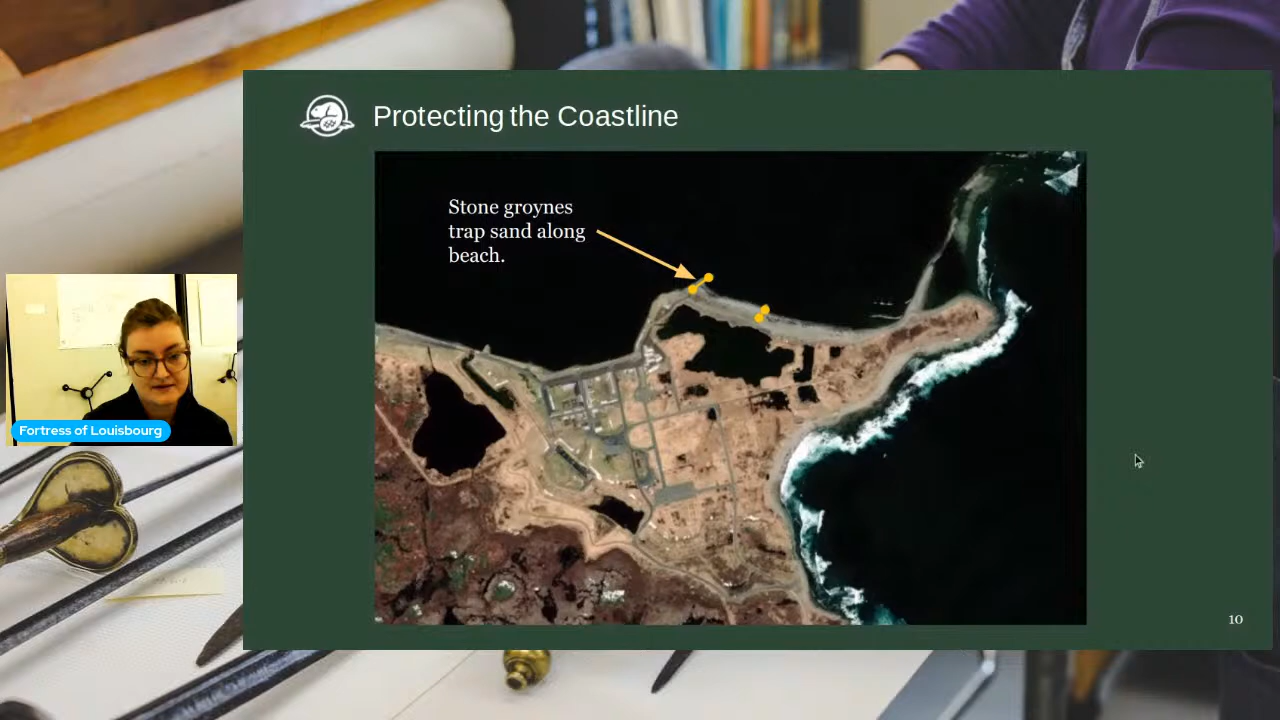 Protecting the Coastline
Stone groynes
trap sand along
beach.
Fortress of Louisbourg
10